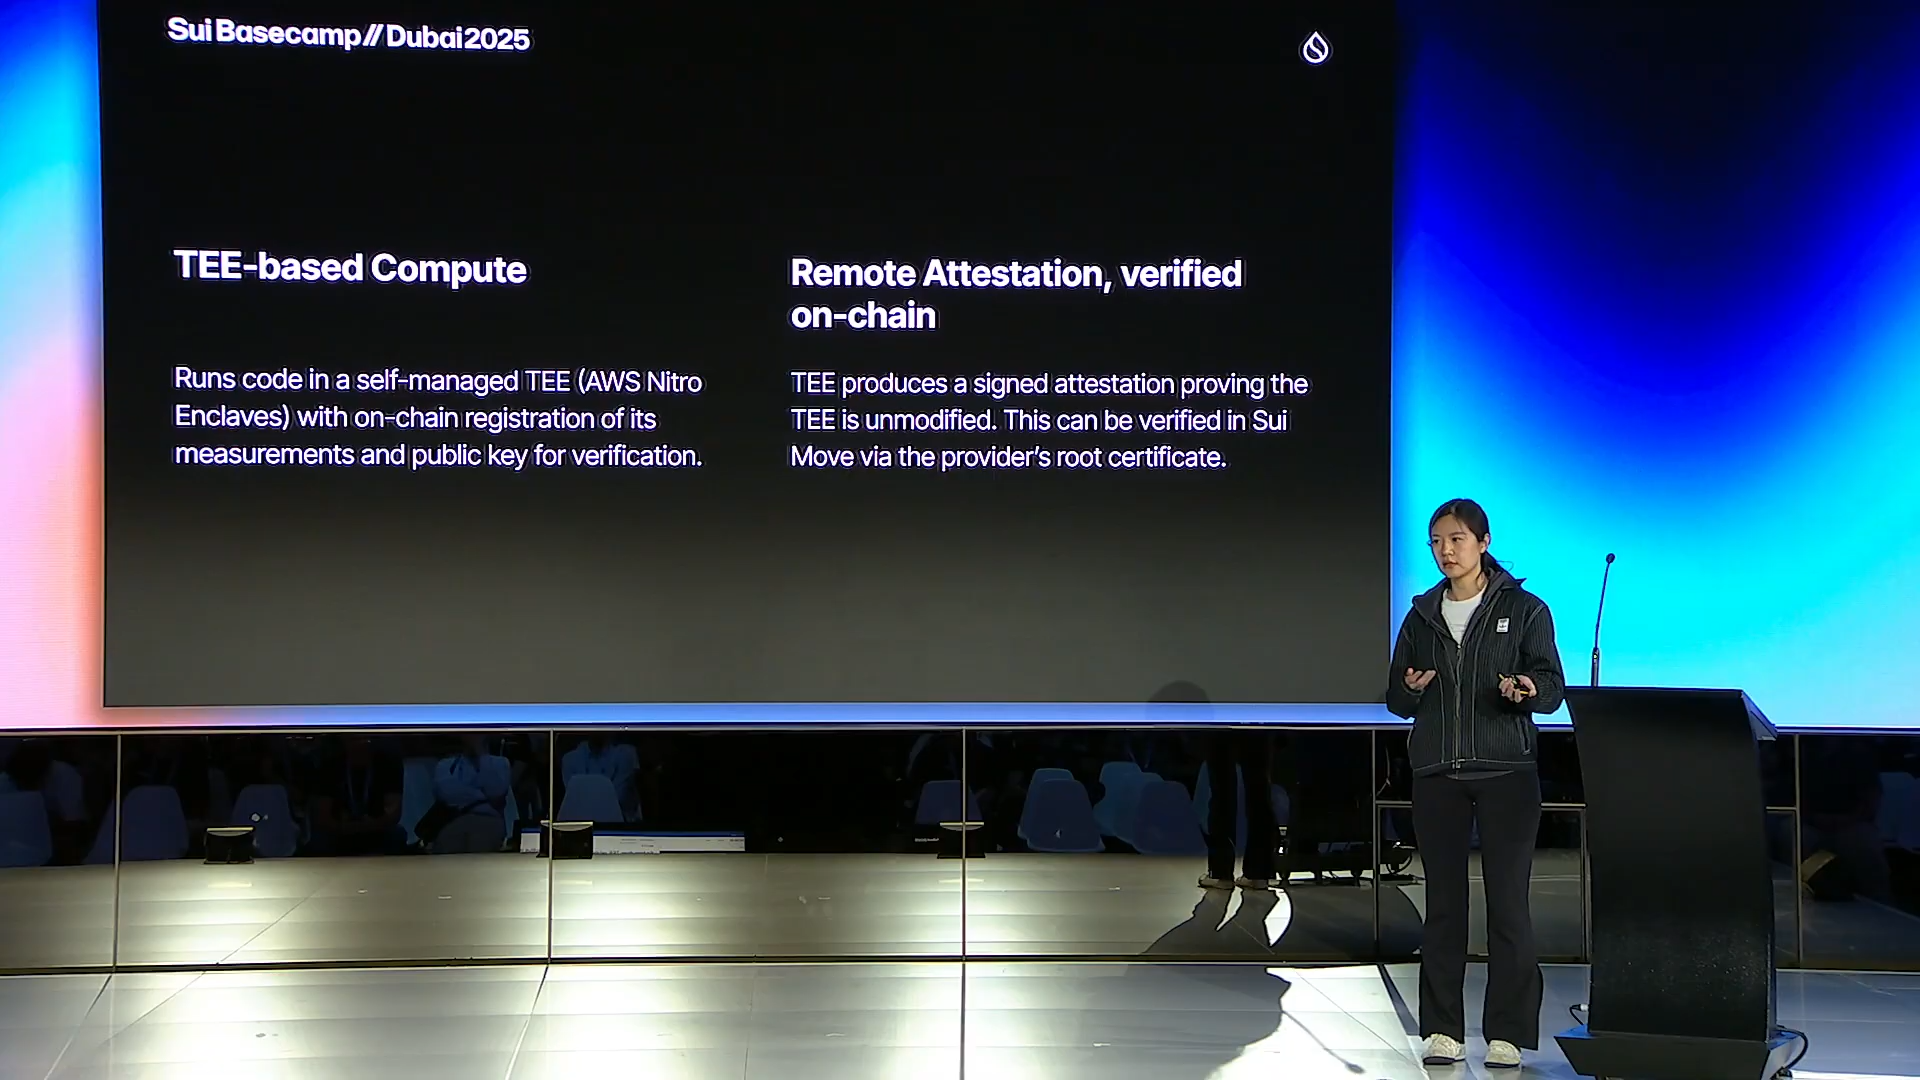 Sui Basecamp // Dubai 2025
TEE-based Compute
Runs code in a self-managed TEE (AWS Nitro
Enclaves) with on-chain registration of its
measurements and public key for verification.
Remote Attestation, verified
on-chain
TEE produces a signed attestation proving the
TEE is unmodified. This can be verified in Sui
Move via the provider's root certificate.